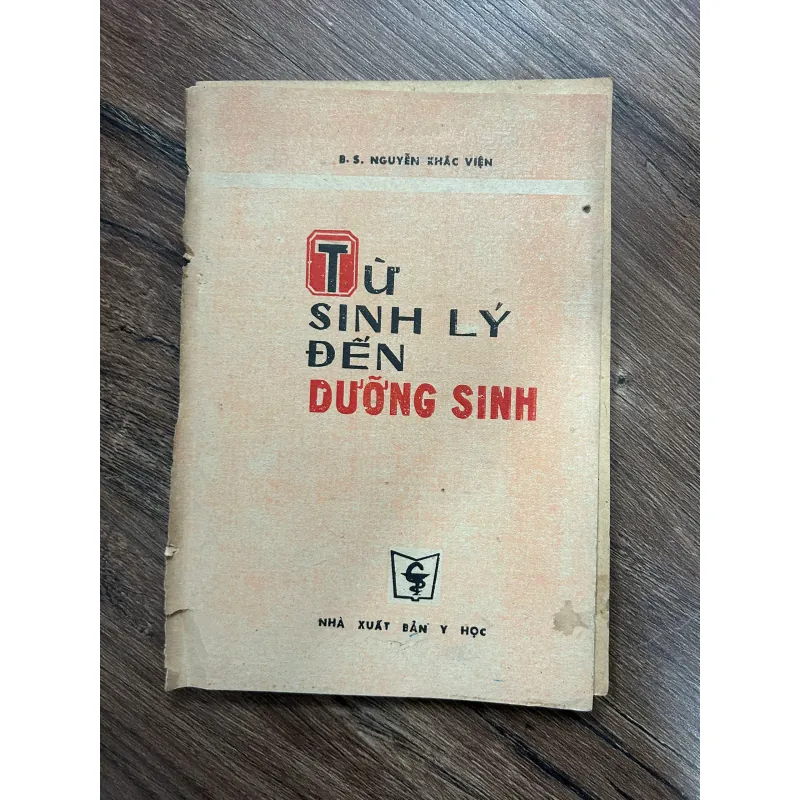 B.S. NGUYỄN KHẮC VIỆN
TỪ
SINH LÝ
ĐẾN
DƯỠNG SINH
NHÀ XUẤT BẢN Y HỌC